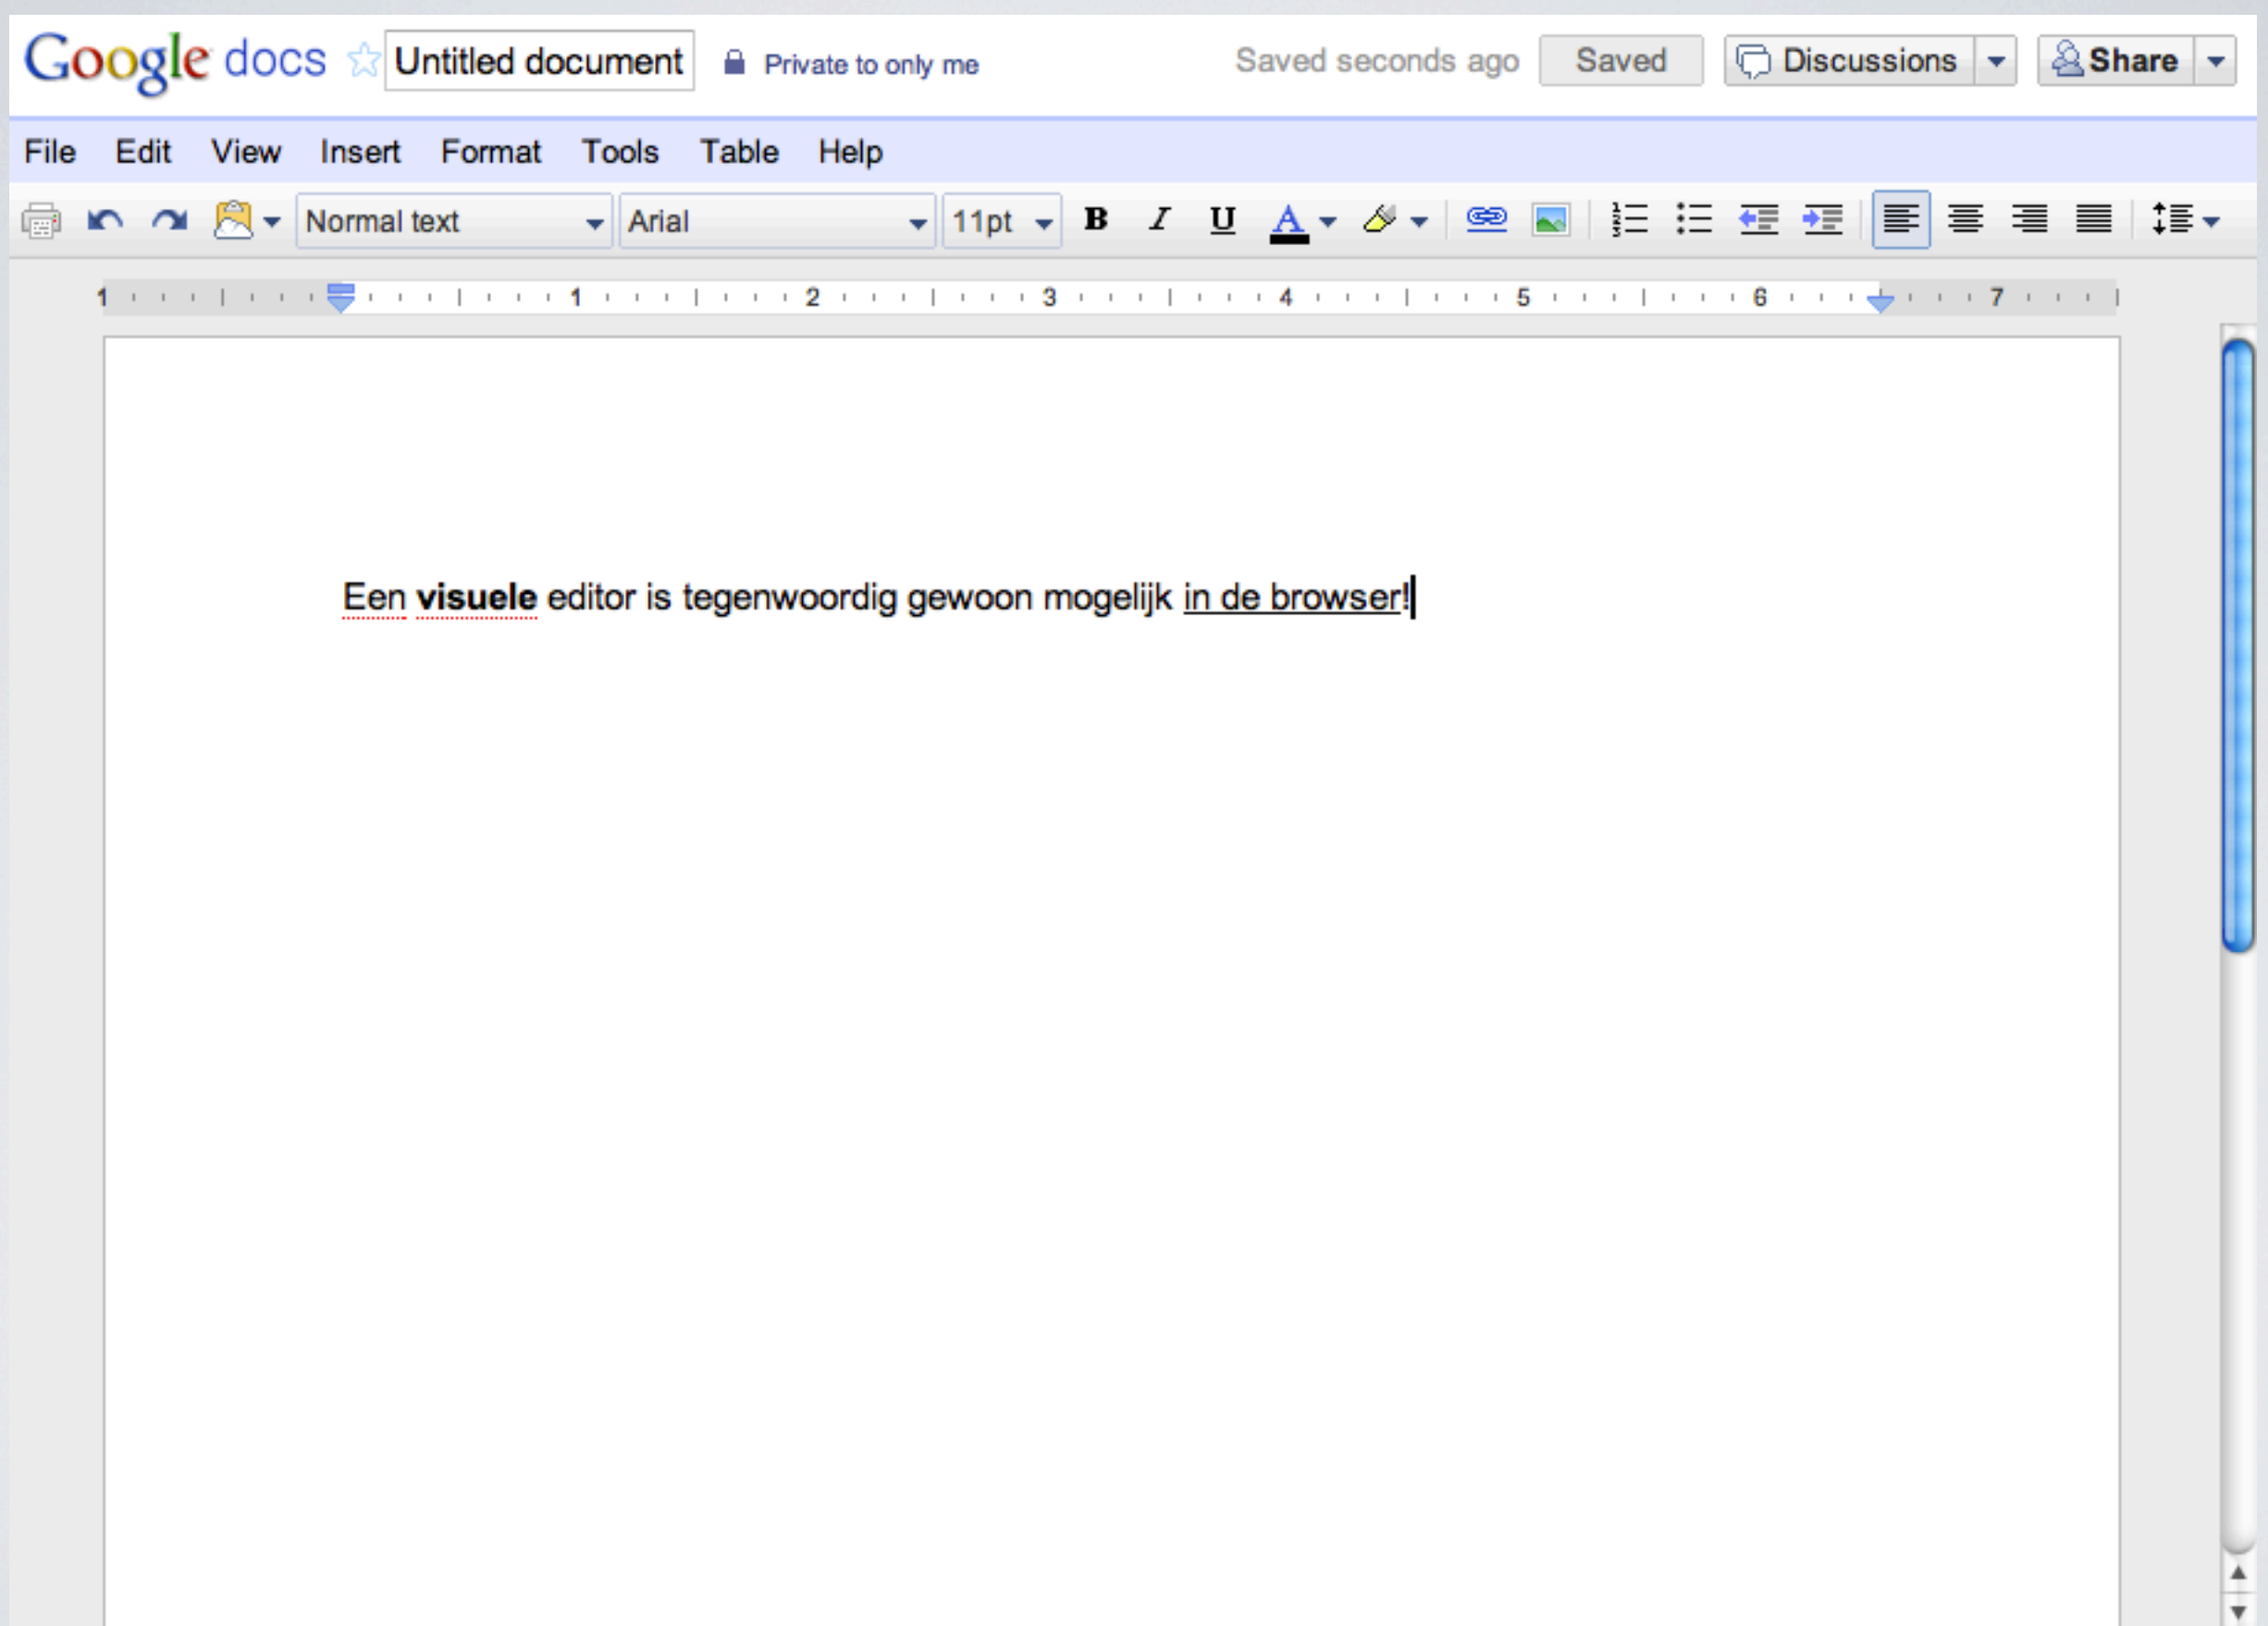 Google docs Untitled document Private to only me Saved seconds ago Saved Discussions Share
File Edit View Insert Format Tools Table Help
Normal text Arial 11pt B I U A
1 1 2 3 4 5 6 7
Een visuele editor is tegenwoordig gewoon mogelijk in de browser!